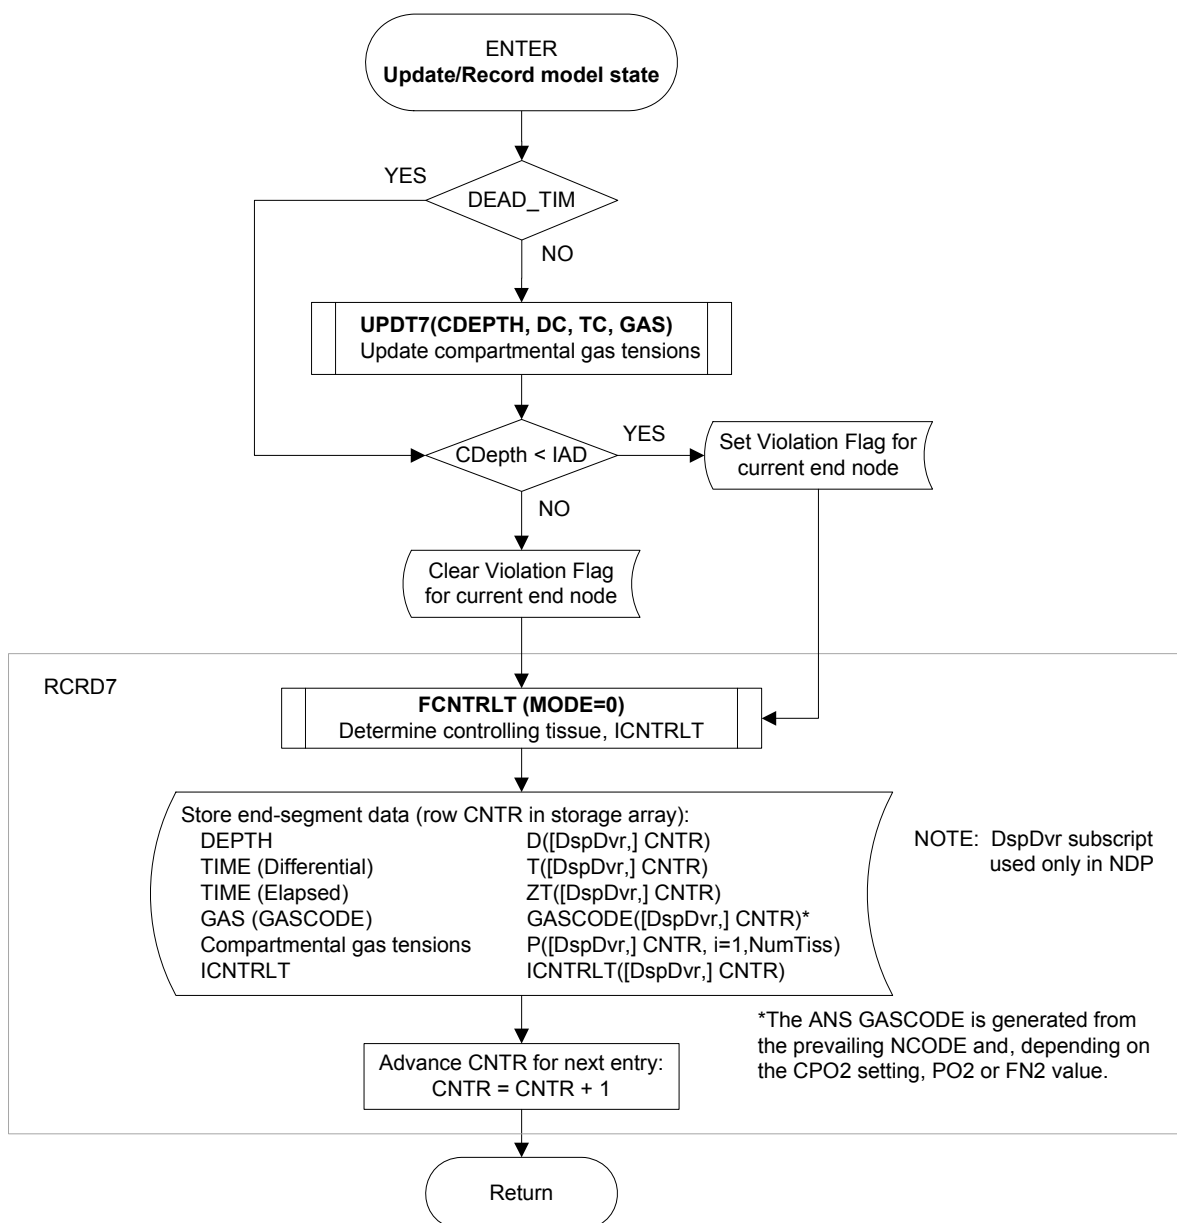 ENTER
Update/Record model state
YES
DEAD_TIM
NO
UPDT7(CDEPTH, DC, TC, GAS)
Update compartmental gas tensions
CDepth < IAD
YES
Set Violation Flag for
current end node
NO
Clear Violation Flag
for current end node
RCRD7
FCNTRLT (MODE=0)
Determine controlling tissue, ICNTRLT
Store end-segment data (row CNTR in storage array):
DEPTH D([DspDvr,] CNTR)
TIME (Differential) T([DspDvr,] CNTR)
TIME (Elapsed) ZT([DspDvr,] CNTR)
GAS (GASCODE) GASCODE([DspDvr,] CNTR)*
Compartmental gas tensions P([DspDvr,] CNTR, i=1,NumTiss)
ICNTRLT ICNTRLT([DspDvr,] CNTR)
NOTE: DspDvr subscript
used only in NDP
*The ANS GASCODE is generated from
the prevailing NCODE and, depending on
the CPO2 setting, PO2 or FN2 value.
Advance CNTR for next entry:
CNTR = CNTR + 1
Return